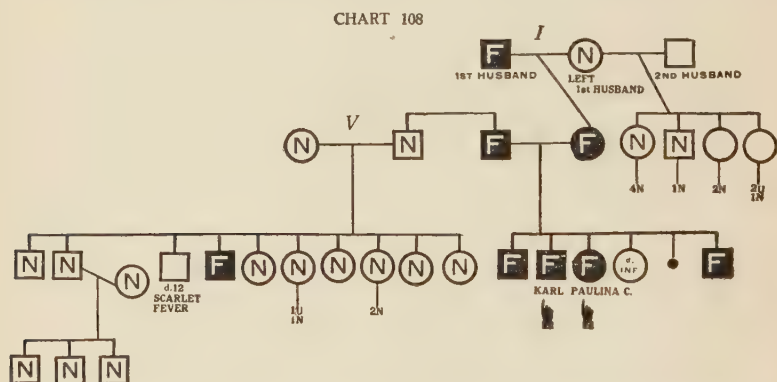 CHART 108
I
F N
1ST HUSBAND LEFT 1st HUSBAND 2ND HUSBAND
V
N N F F N N
4N 1N 2N 2U 1N
N N N d.12 SCARLET FEVER F N N N N N N
1U 1N 2N
F F F d. INF F
KARL PAULINA C.
N N N